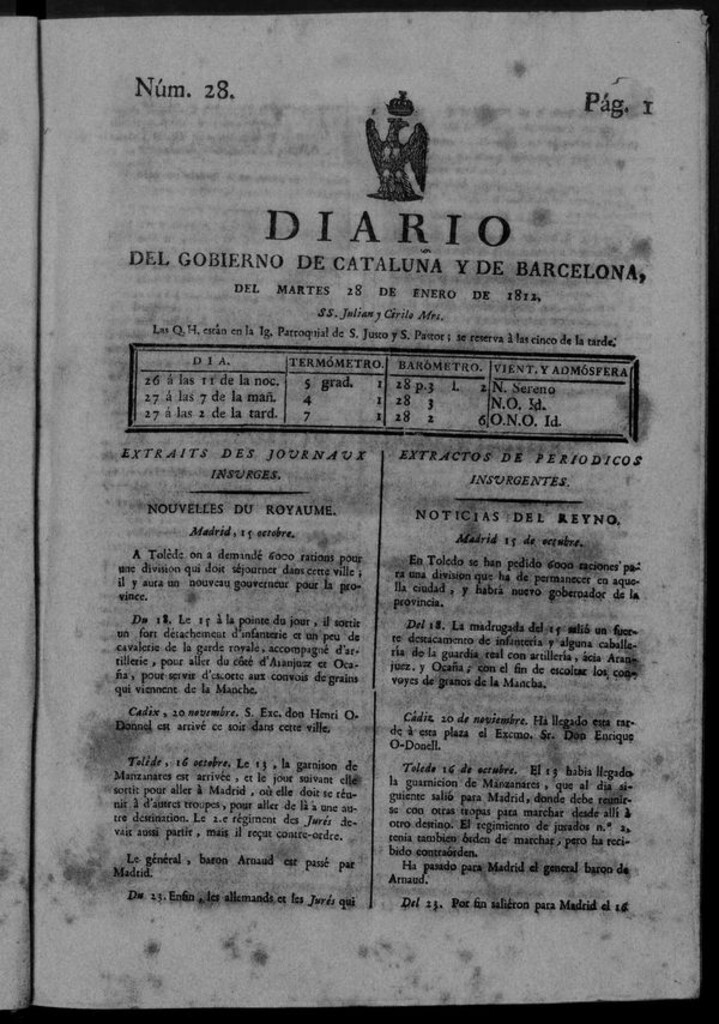 Núm. 28.
Pág. 1
DIARIO
DEL GOBIERNO DE CATALUÑA Y DE BARCELONA,
DEL MARTES 28 DE ENERO DE 1812,
SS. Julian y Cirilo Mrs.
Las Q. H. están en la Ig. Parroquial de S. Justo y S. Pastor; se reserva á las cinco de la tarde.
DIA. TERMÓMETRO. BARÓMETRO. VIENT. Y ADMÓSFERA
26 á las 11 de la noc. 5 grad. 1 28 p. 3 l. 2 N. Sereno
27 á las 7 de la mañ. 4 1 28 3 N.O. Id.
27 á las 2 de la tard. 7 1 28 2 6 O.N.O. Id.
EXTRAITS DES JOURNAUX
INSURGES.
NOUVELLES DU ROYAUME.
Madrid, 15 octobre.
A Tolède on a demandé 6000 rations pour
une division qui doit séjourner dans cette ville;
il y aura un nouveau gouverneur pour la pro-
vince.
Du 18. Le 15 à la pointe du jour, il sortit
un fort détachement d'infanterie et un peu de
cavalerie de la garde royale, accompagné d'ar-
tillerie, pour aller du côté d'Aranjuez et Oca-
ña, pour servir d'escorte aux convois de grains
qui viennent de la Manche.
Cadix, 20 novembre. S. Exc. don Henri O-
Donnel est arrivé ce soir dans cette ville.
Tolède, 16 octobre. Le 13, la garnison de
Manzanares est arrivée, et le jour suivant elle
sortit pour aller à Madrid, où elle doit se réu-
nir à d'autres troupes, pour aller de là à une au-
tre destination. Le 2.e régiment des Jurés de-
vait aussi partir, mais il reçut contre-ordre.
Le général, baron Arnaud est passé par
Madrid.
Du 23. Enfin, les allemands et les Jurés qui
EXTRACTOS DE PERIODICOS
INSURGENTES.
NOTICIAS DEL REYNO.
Madrid 15 de octubre.
En Toledo se han pedido 6000 raciones pa-
ra una division que ha de permanecer en aque-
lla ciudad, y habrá nuevo gobernador de la
provincia.
Del 18. La madrugada del 15 salió un fuer-
te destacamento de infantería y alguna caballe-
ría de la guardia real con artillería, ácia Aran-
juez, y Ocaña; con el fin de escoltar los con-
voyes de granos de la Mancha.
Cádiz 20 de noviembre. Ha llegado esta tar-
de à esta plaza el Excmo. Sr. Don Enrique
O-Donell.
Toledo 16 de octubre. El 13 habia llegado
la guarnicion de Manzanares, que al dia si-
guiente salió para Madrid, donde debe reunir-
se con otras tropas para marchar desde allí á
otro destino. El regimiento de jurados n.º 2,
tenia tambien órden de marchar, pero ha reci-
bido contraórden.
Ha pasado para Madrid el general baron de
Arnaud.
Del 23. Por fin saliéron para Madrid el 16